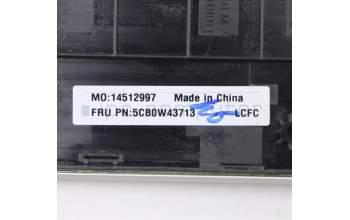 MO:14512997 Made in China
FRU PN:5CB0W43713 LCFC